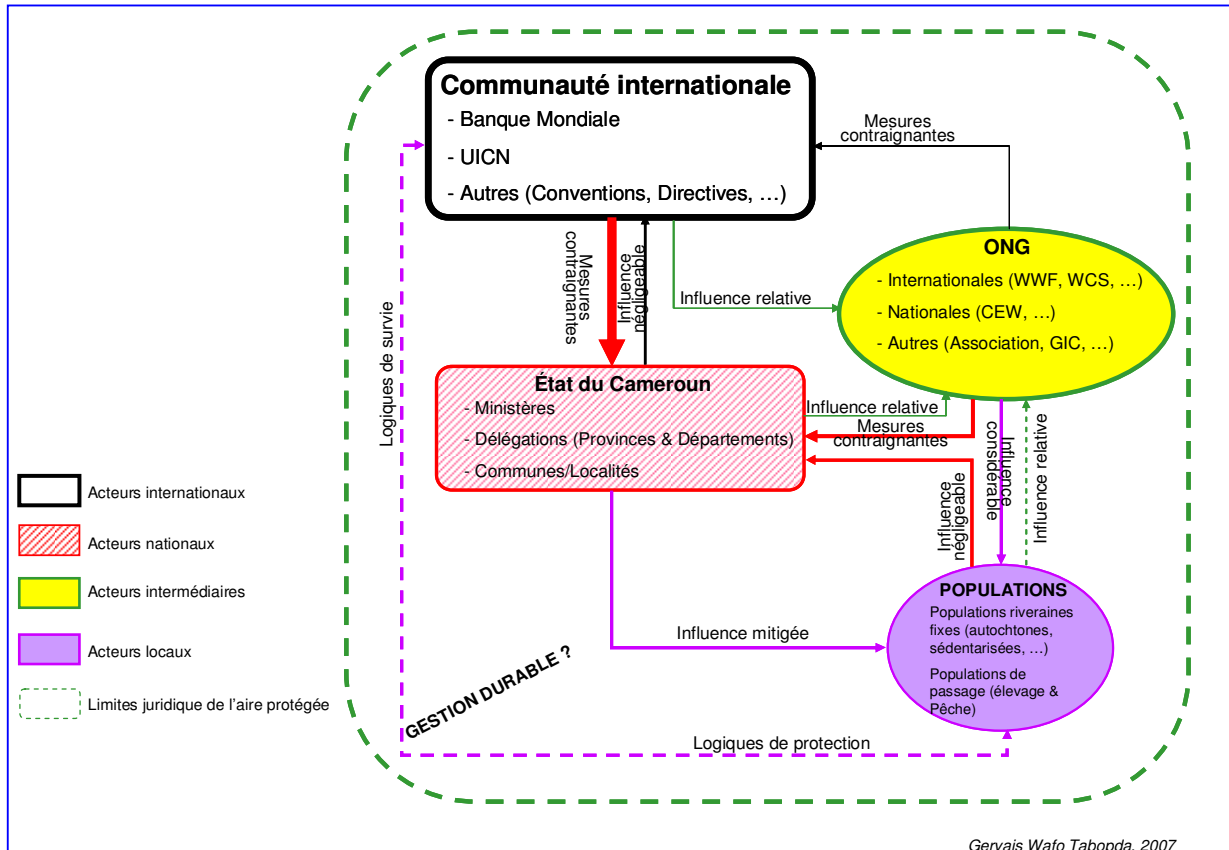 Communauté internationale
- Banque Mondiale
- UICN
- Autres (Conventions, Directives, …)
Mesures
contraignantes
ONG
- Internationales (WWF, WCS, …)
- Nationales (CEW, …)
- Autres (Association, GIC, …)
Mesures
contraignantes
Influence
négligeable
Influence relative
Logiques de survie
État du Cameroun
- Ministères
- Délégations (Provinces & Départements)
- Communes/Localités
Influence relative
Mesures
contraignantes
Influence
considérable
Influence relative
Influence
négligeable
Acteurs internationaux
Acteurs nationaux
Acteurs intermédiaires
Acteurs locaux
Limites juridique de l'aire protégée
POPULATIONS
Populations riveraines
fixes (autochtones,
sédentarisées, …)
Populations de
passage (élevage &
Pêche)
Influence mitigée
GESTION DURABLE ?
Logiques de protection
Gervais Wafo Tabopda, 2007